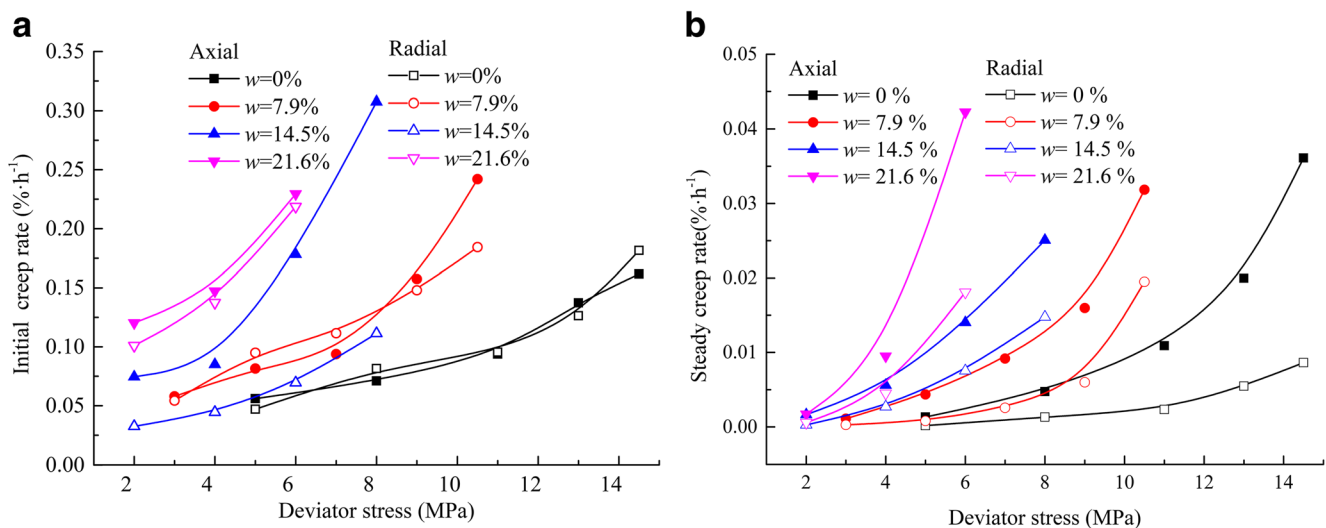 a
0.35
0.30
0.25
0.20
0.15
0.10
0.05
0.00
Initial creep rate (%·h⁻¹)
Axial
w=0%
w=7.9%
w=14.5%
w=21.6%
Radial
w=0%
w=7.9%
w=14.5%
w=21.6%
2 4 6 8 10 12 14
Deviator stress (MPa)
b
0.05
0.04
0.03
0.02
0.01
0.00
Steady creep rate(%·h⁻¹)
Axial
w= 0 %
w= 7.9 %
w= 14.5 %
w= 21.6 %
Radial
w= 0 %
w= 7.9 %
w= 14.5 %
w= 21.6 %
2 4 6 8 10 12 14
Deviator stress (MPa)